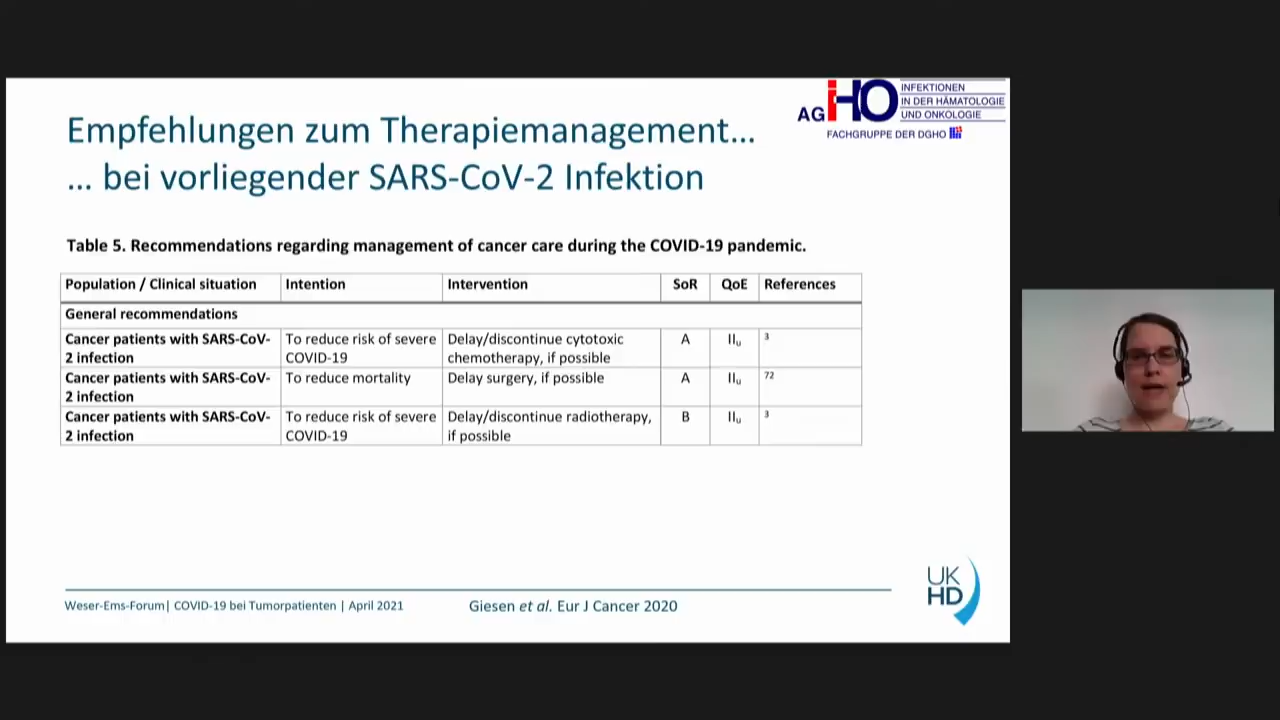 AG iHO INFEKTIONEN
IN DER HÄMATOLOGIE
UND ONKOLOGIE
FACHGRUPPE DER DGHO
Empfehlungen zum Therapiemanagement…
… bei vorliegender SARS-CoV-2 Infektion
Table 5. Recommendations regarding management of cancer care during the COVID-19 pandemic.
Population / Clinical situation Intention Intervention SoR QoE References
General recommendations
Cancer patients with SARS-CoV- To reduce risk of severe Delay/discontinue cytotoxic A IIu 3
2 infection COVID-19 chemotherapy, if possible
Cancer patients with SARS-CoV- To reduce mortality Delay surgery, if possible A IIu 72
2 infection
Cancer patients with SARS-CoV- To reduce risk of severe Delay/discontinue radiotherapy, B IIu 3
2 infection COVID-19 if possible
Weser-Ems-Forum| COVID-19 bei Tumorpatienten | April 2021 Giesen et al. Eur J Cancer 2020
UK
HD